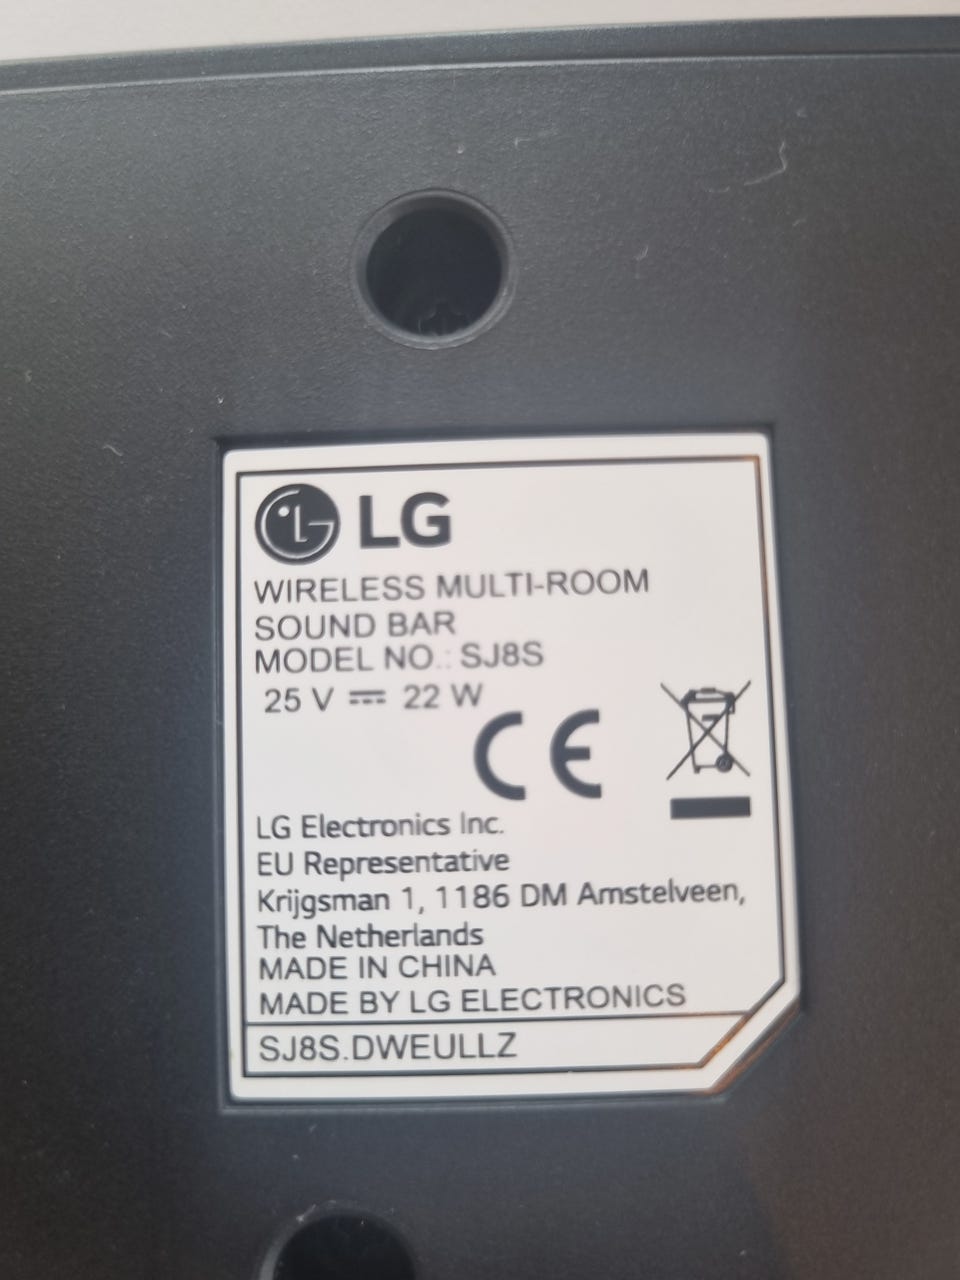 LG
WIRELESS MULTI-ROOM
SOUND BAR
MODEL NO.: SJ8S
25 V ⎓ 22 W
CE
LG Electronics Inc.
EU Representative
Krijgsman 1, 1186 DM Amstelveen,
The Netherlands
MADE IN CHINA
MADE BY LG ELECTRONICS
SJ8S.DWEULLZ